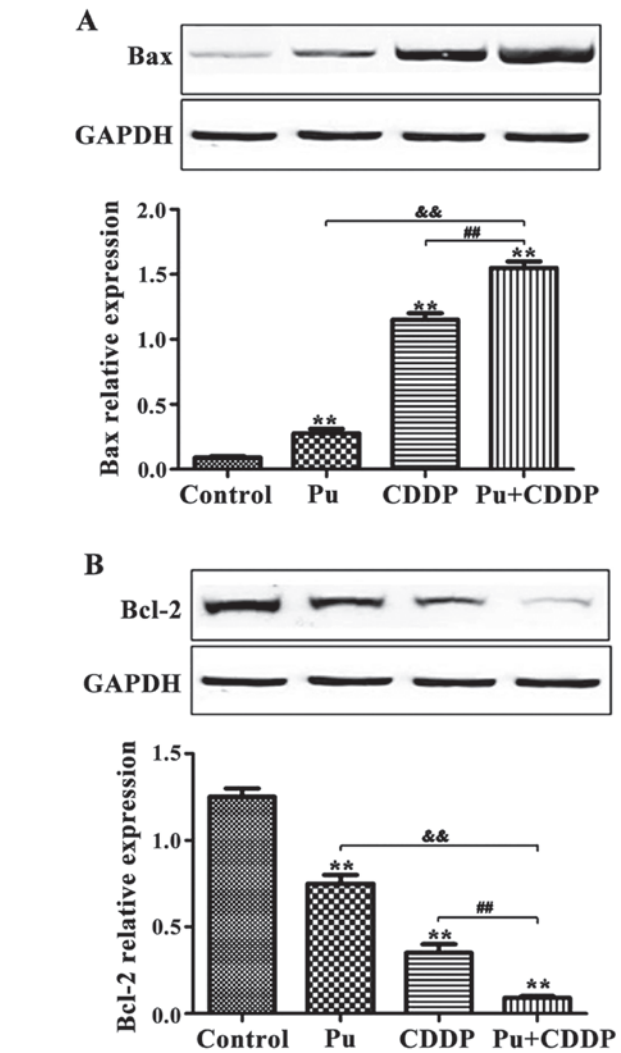 A
Bax
GAPDH
Bax relative expression
2.0
1.5
1.0
0.5
0.0
&&
##
**
**
**
Control Pu CDDP Pu+CDDP
B
Bcl-2
GAPDH
Bcl-2 relative expression
1.5
1.0
0.5
0.0
&&
##
**
**
**
Control Pu CDDP Pu+CDDP